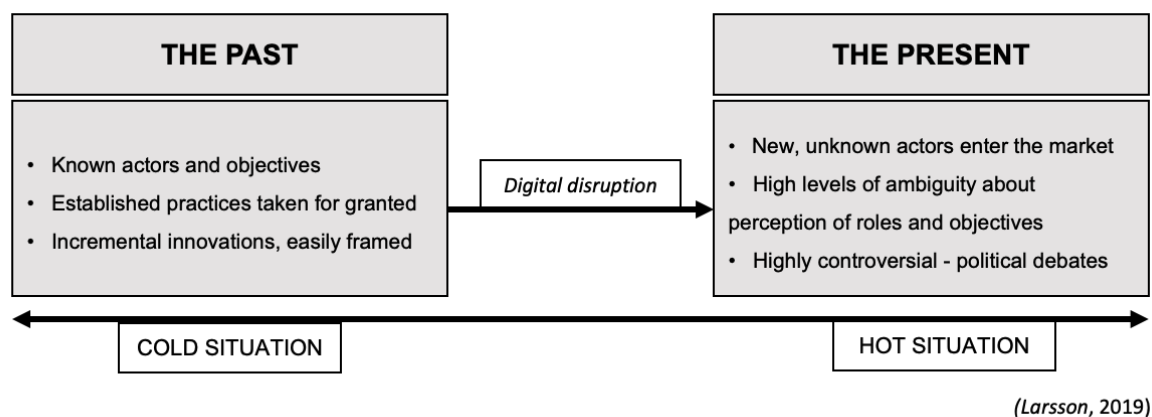 THE PAST
• Known actors and objectives
• Established practices taken for granted
• Incremental innovations, easily framed
Digital disruption
THE PRESENT
• New, unknown actors enter the market
• High levels of ambiguity about
perception of roles and objectives
• Highly controversial - political debates
COLD SITUATION
HOT SITUATION
(Larsson, 2019)